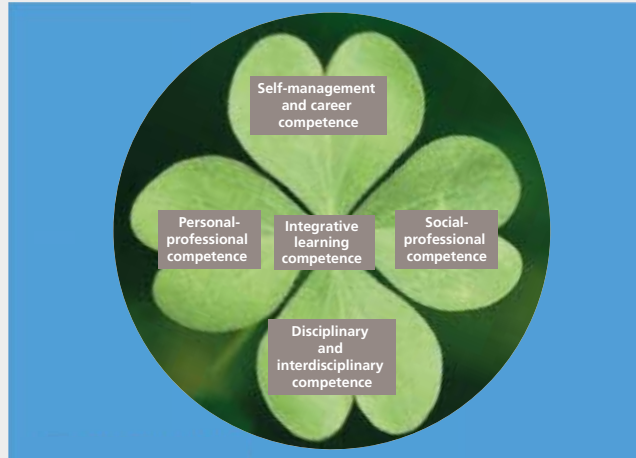 Self-management
and career
competence
Personal-
professional
competence
Integrative
learning
competence
Social-
professional
competence
Disciplinary
and
interdisciplinary
competence